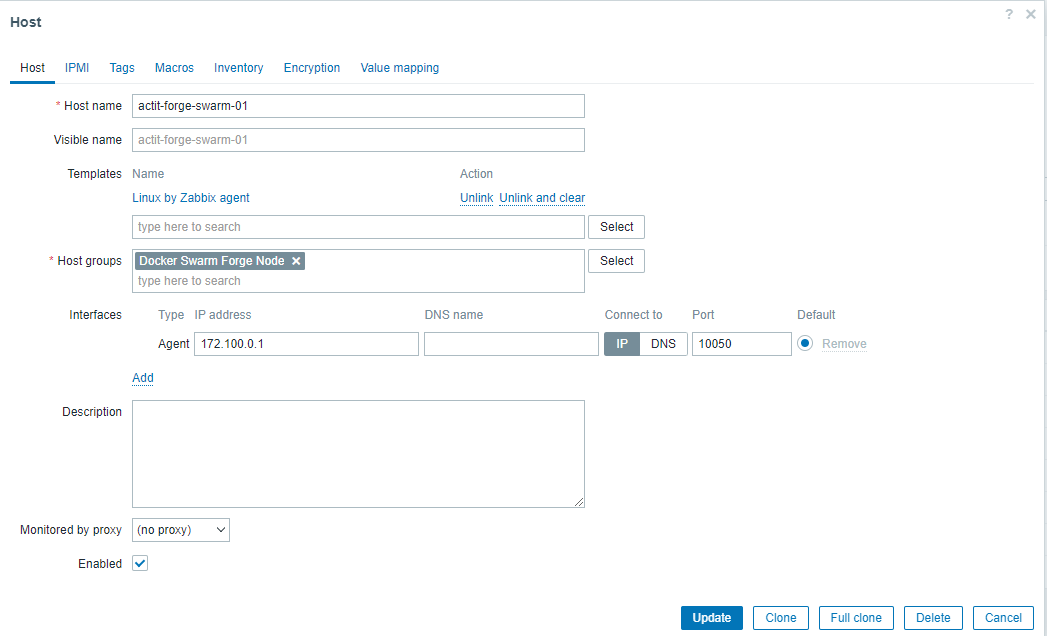 Host
? ×
Host IPMI Tags Macros Inventory Encryption Value mapping
* Host name actit-forge-swarm-01
Visible name actit-forge-swarm-01
Templates Name Action
Linux by Zabbix agent Unlink Unlink and clear
type here to search Select
* Host groups Docker Swarm Forge Node × Select
type here to search
Interfaces Type IP address DNS name Connect to Port Default
Agent 172.100.0.1 IP DNS 10050 Remove
Add
Description
Monitored by proxy (no proxy)
Enabled
Update Clone Full clone Delete Cancel